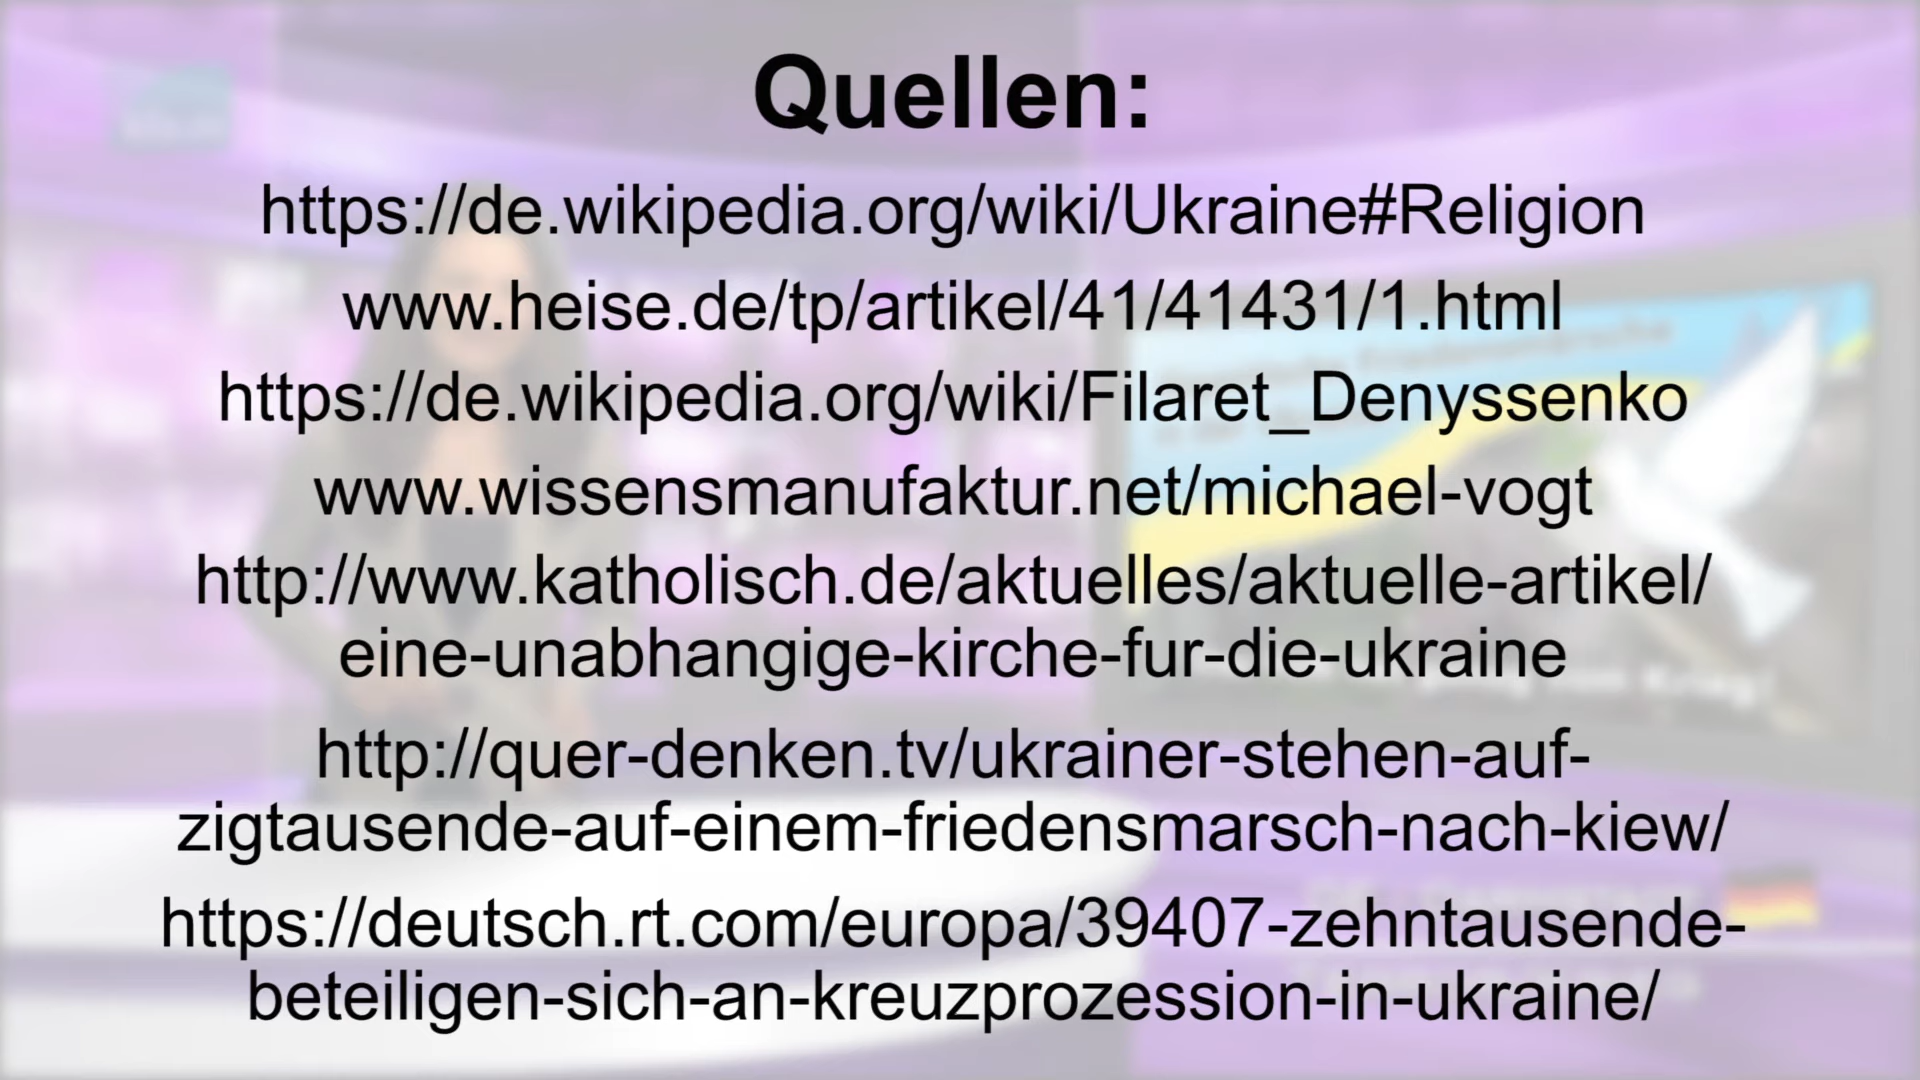 Quellen:
https://de.wikipedia.org/wiki/Ukraine#Religion
www.heise.de/tp/artikel/41/41431/1.html
https://de.wikipedia.org/wiki/Filaret_Denyssenko
www.wissensmanufaktur.net/michael-vogt
http://www.katholisch.de/aktuelles/aktuelle-artikel/
eine-unabhangige-kirche-fur-die-ukraine
http://quer-denken.tv/ukrainer-stehen-auf-
zigtausende-auf-einem-friedensmarsch-nach-kiew/
https://deutsch.rt.com/europa/39407-zehntausende-
beteiligen-sich-an-kreuzprozession-in-ukraine/